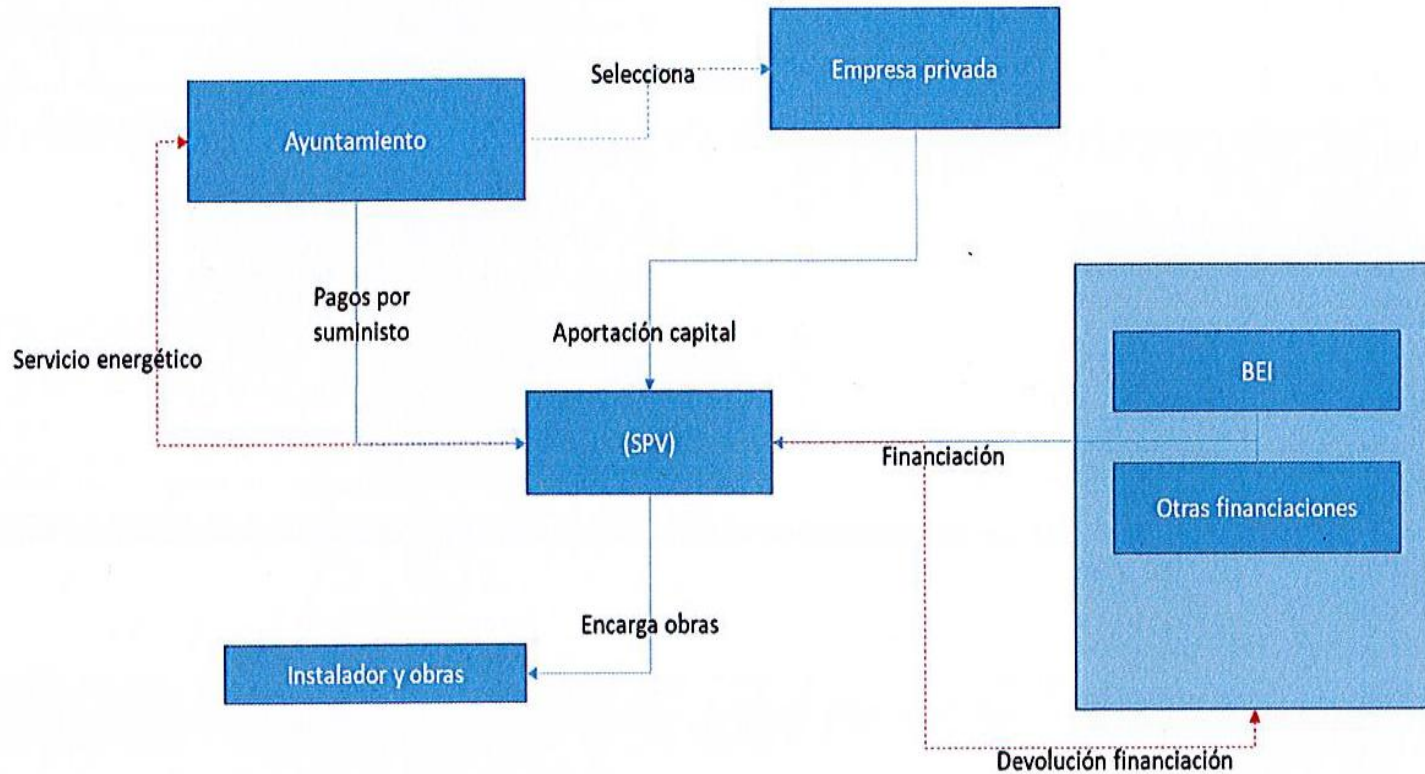 Empresa privada
Selecciona
Ayuntamiento
Pagos por
suministo
Aportación capital
Servicio energético
BEI
(SPV)
Financiación
Otras financiaciones
Encarga obras
Instalador y obras
Devolución financiación